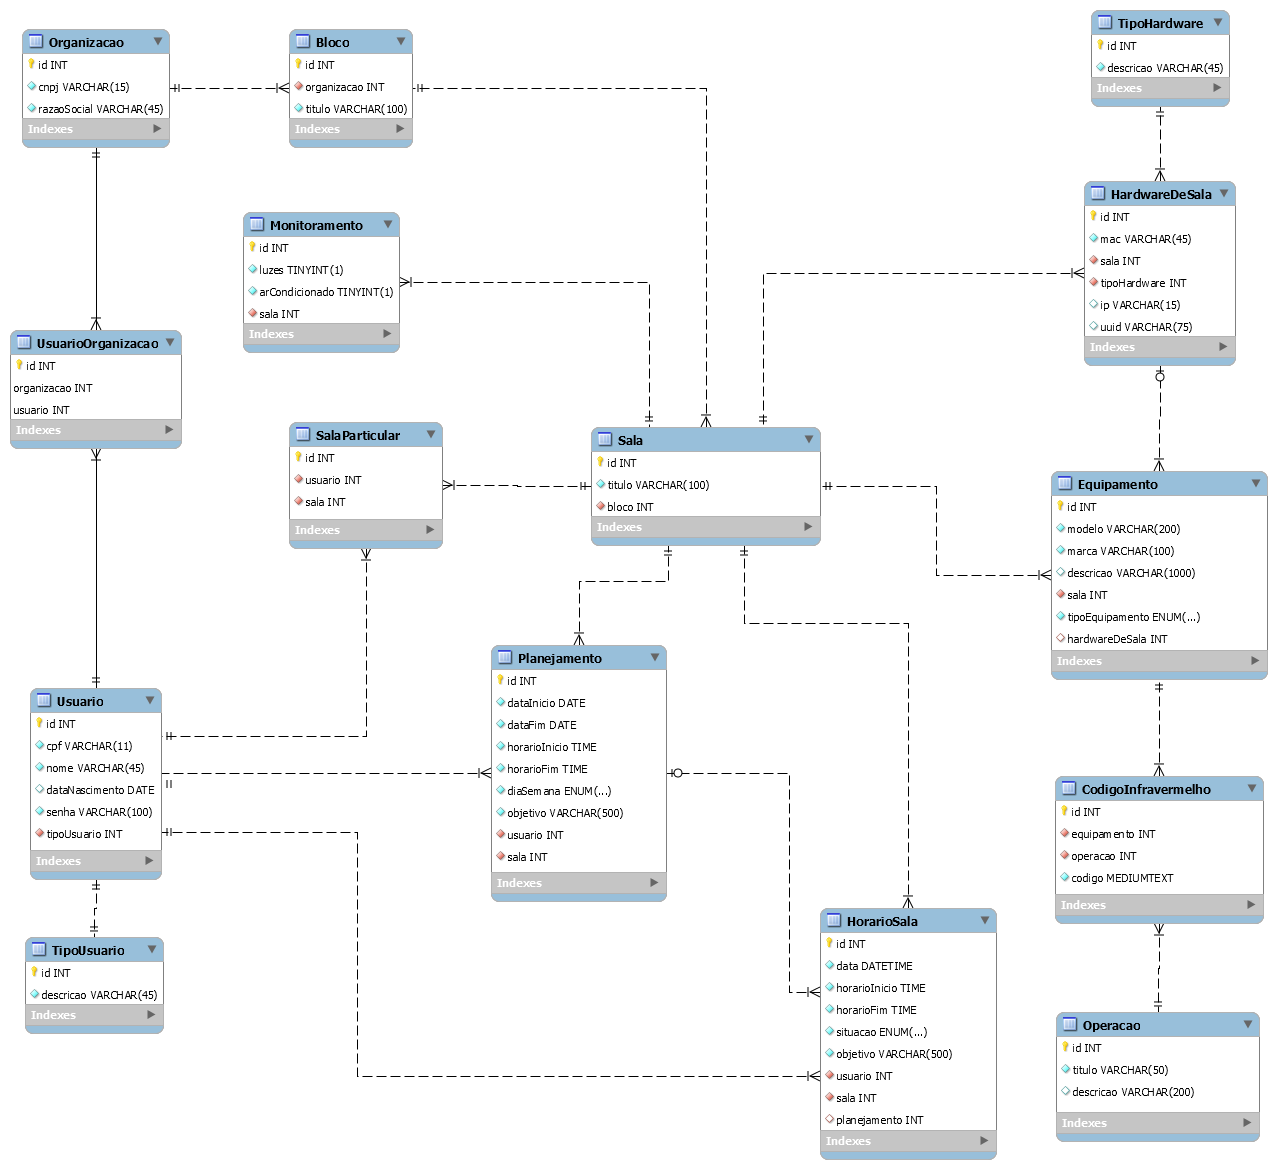 Organizacao
id INT
cnpj VARCHAR(15)
razaoSocial VARCHAR(45)
Indexes
Bloco
id INT
organizacao INT
titulo VARCHAR(100)
Indexes
TipoHardware
id INT
descricao VARCHAR(45)
Indexes
HardwareDeSala
id INT
mac VARCHAR(45)
sala INT
tipoHardware INT
ip VARCHAR(15)
uuid VARCHAR(75)
Indexes
Monitoramento
id INT
luzes TINYINT(1)
arCondicionado TINYINT(1)
sala INT
Indexes
UsuarioOrganizacao
id INT
organizacao INT
usuario INT
Indexes
SalaParticular
id INT
usuario INT
sala INT
Indexes
Sala
id INT
titulo VARCHAR(100)
bloco INT
Indexes
Equipamento
id INT
modelo VARCHAR(200)
marca VARCHAR(100)
descricao VARCHAR(1000)
sala INT
tipoEquipamento ENUM(...)
hardwareDeSala INT
Indexes
Planejamento
id INT
dataInicio DATE
dataFim DATE
horarioInicio TIME
horarioFim TIME
diaSemana ENUM(...)
objetivo VARCHAR(500)
usuario INT
sala INT
Indexes
Usuario
id INT
cpf VARCHAR(11)
nome VARCHAR(45)
dataNascimento DATE
senha VARCHAR(100)
tipoUsuario INT
Indexes
CodigoInfravermelho
id INT
equipamento INT
operacao INT
codigo MEDIUMTEXT
Indexes
TipoUsuario
id INT
descricao VARCHAR(45)
Indexes
HorarioSala
id INT
data DATETIME
horarioInicio TIME
horarioFim TIME
situacao ENUM(...)
objetivo VARCHAR(500)
usuario INT
sala INT
planejamento INT
Indexes
Operacao
id INT
titulo VARCHAR(50)
descricao VARCHAR(200)
Indexes